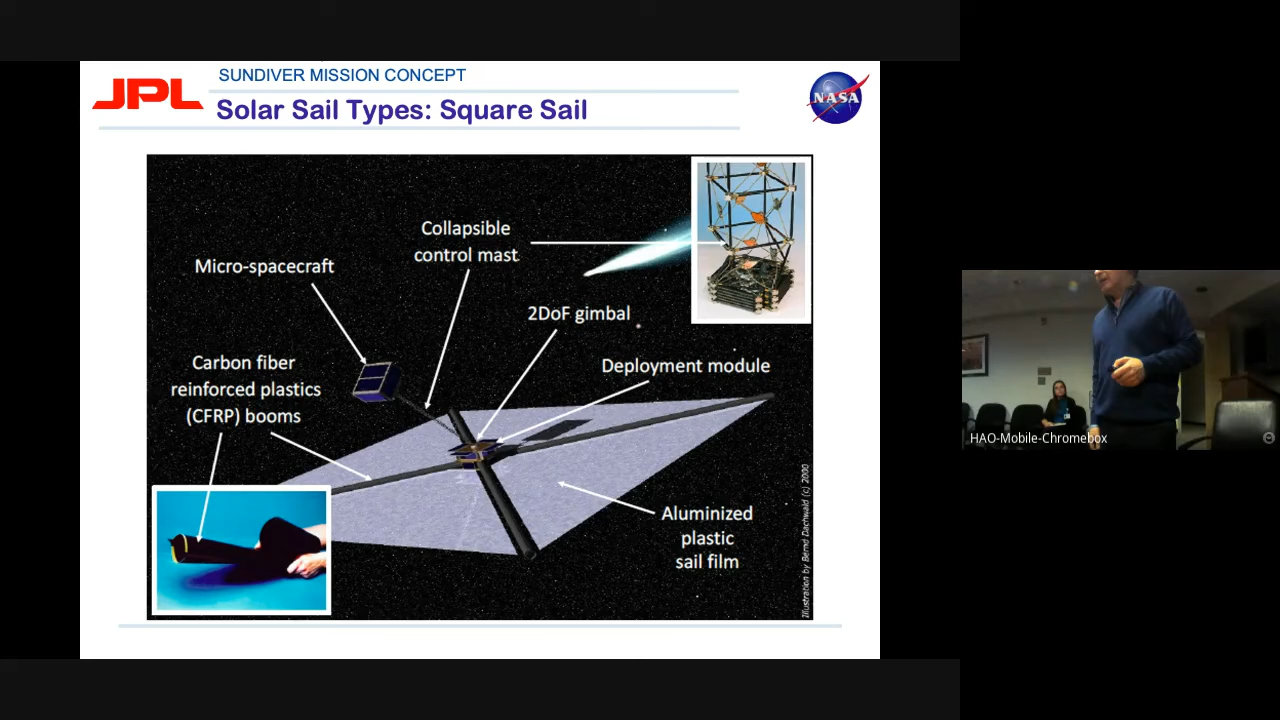 JPL
SUNDIVER MISSION CONCEPT
Solar Sail Types: Square Sail
NASA
Collapsible
control mast
Micro-spacecraft
2DoF gimbal
Deployment module
Carbon fiber
reinforced plastics
(CFRP) booms
Aluminized
plastic
sail film
Illustration by Bernd Dachwald (c) 2000
HAO-Mobile-Chromebox